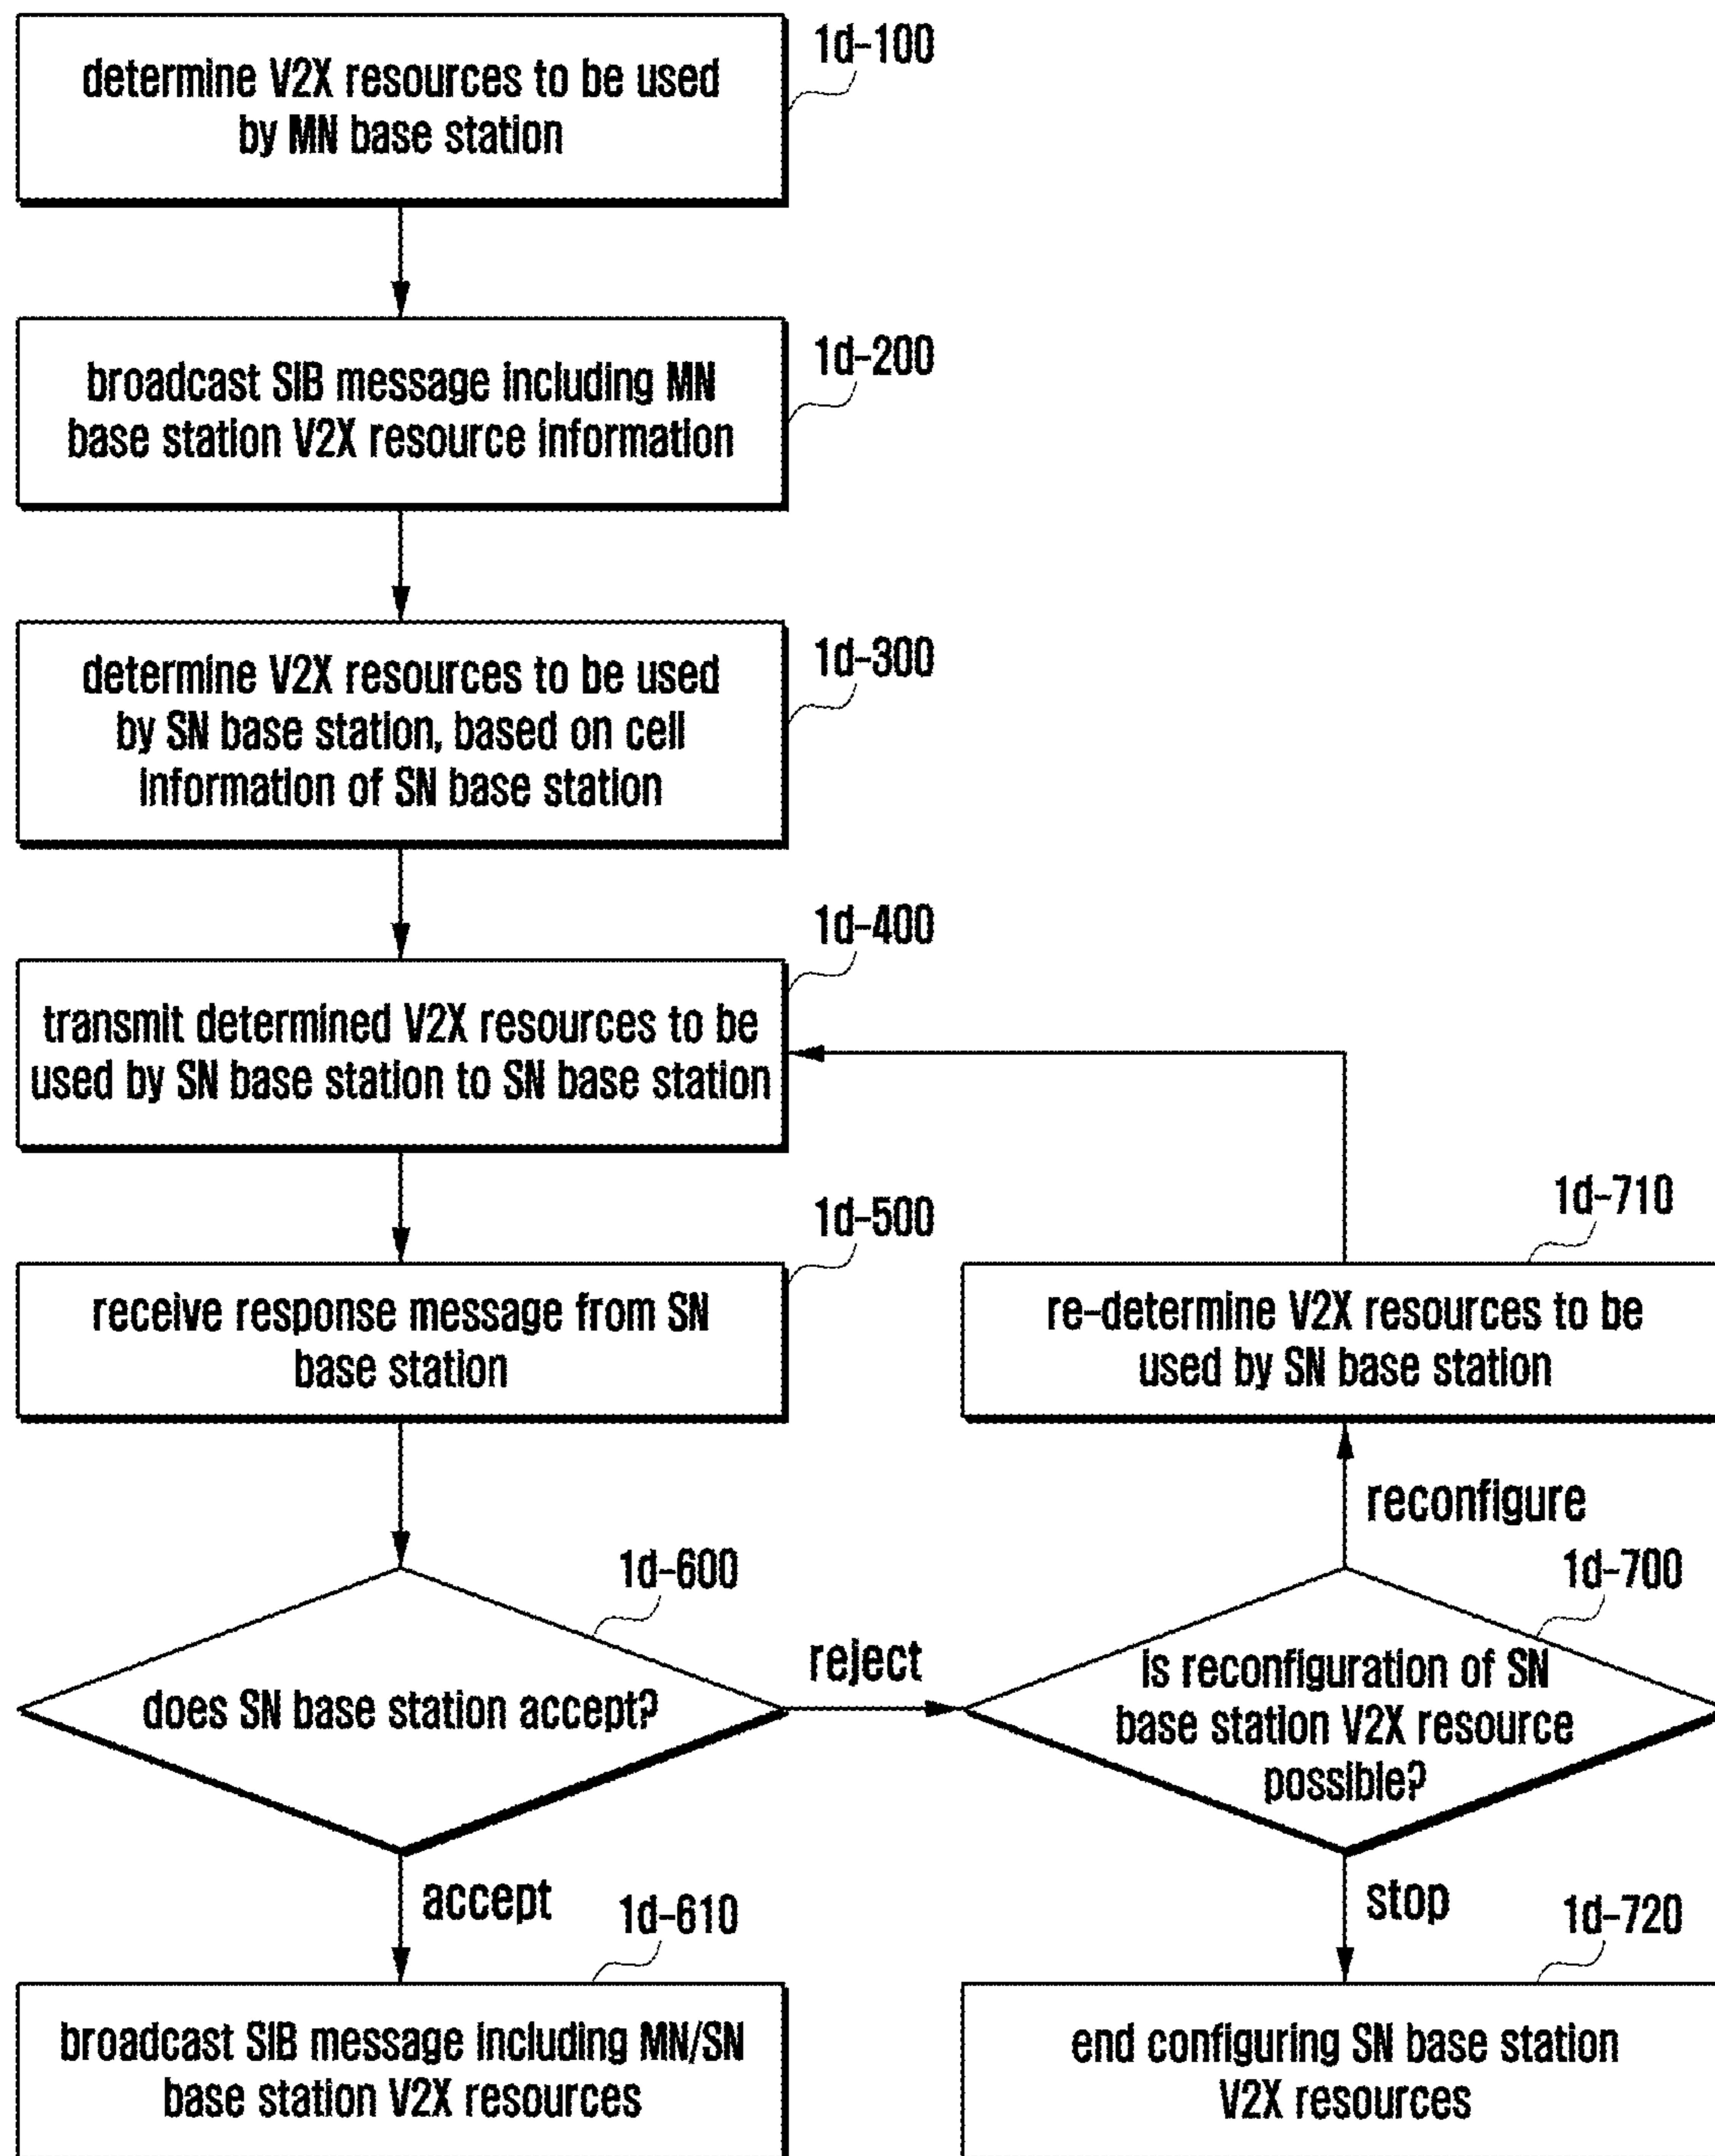 1d-100
determine V2X resources to be used
by MN base station
1d-200
broadcast SIB message including MN
base station V2X resource information
1d-300
determine V2X resources to be used
by SN base station, based on cell
information of SN base station
1d-400
transmit determined V2X resources to be
used by SN base station to SN base station
1d-500
receive response message from SN
base station
1d-710
re-determine V2X resources to be
used by SN base station
reconfigure
1d-600
does SN base station accept?
reject
1d-700
is reconfiguration of SN
base station V2X resource
possible?
accept
1d-610
broadcast SIB message including MN/SN
base station V2X resources
stop
1d-720
end configuring SN base station
V2X resources